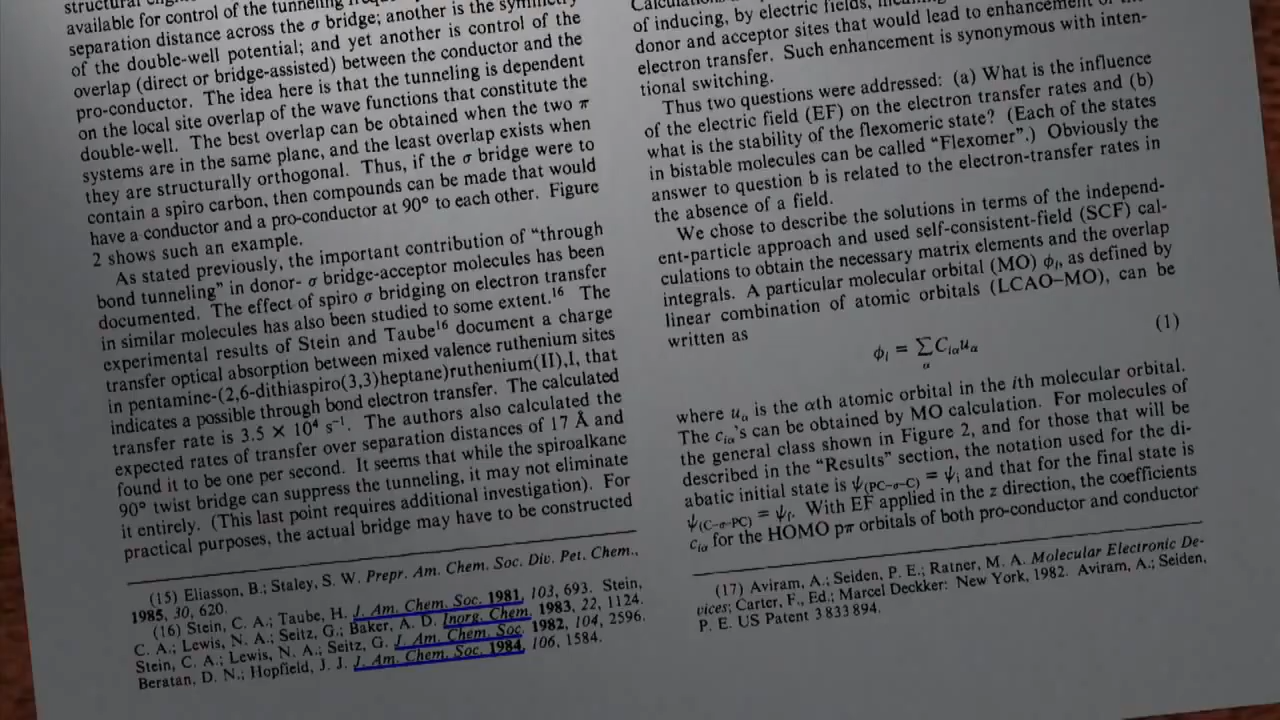 structural
available for control of the tunneling
separation distance across the σ bridge; another is the symmetry
of the double-well potential; and yet another is control of the
overlap (direct or bridge-assisted) between the conductor and the
pro-conductor. The idea here is that the tunneling is dependent
on the local site overlap of the wave functions that constitute the
double-well. The best overlap can be obtained when the two π
systems are in the same plane, and the least overlap exists when
they are structurally orthogonal. Thus, if the σ bridge were to
contain a spiro carbon, then compounds can be made that would
have a conductor and a pro-conductor at 90° to each other. Figure
2 shows such an example.
As stated previously, the important contribution of “through
bond tunneling” in donor- σ bridge-acceptor molecules has been
documented. The effect of spiro σ bridging on electron transfer
in similar molecules has also been studied to some extent.¹⁶ The
experimental results of Stein and Taube¹⁶ document a charge
transfer optical absorption between mixed valence ruthenium sites
in pentamine-(2,6-dithiaspiro(3,3)heptane)ruthenium(II),I, that
indicates a possible through bond electron transfer. The calculated
transfer rate is 3.5 × 10⁴ s⁻¹. The authors also calculated the
expected rates of transfer over separation distances of 17 Å and
found it to be one per second. It seems that while the spiroalkane
90° twist bridge can suppress the tunneling, it may not eliminate
it entirely. (This last point requires additional investigation). For
practical purposes, the actual bridge may have to be constructed
(15) Eliasson, B.; Staley, S. W. Prepr. Am. Chem. Soc. Div. Pet. Chem.,
1985, 30, 620.
(16) Stein, C. A.; Taube, H. J. Am. Chem. Soc. 1981, 103, 693. Stein,
C. A.; Lewis, N. A.; Seitz, G.; Baker, A. D. Inorg. Chem. 1983, 22, 1124.
Stein, C. A.; Lewis, N. A.; Seitz, G. J. Am. Chem. Soc. 1982, 104, 2596.
Beratan, D. N.; Hopfield, J. J. J. Am. Chem. Soc. 1984, 106, 1584.
of inducing, by electric fields,
donor and acceptor sites that would lead to enhancement of
electron transfer. Such enhancement is synonymous with inten-
tional switching.
Thus two questions were addressed: (a) What is the influence
of the electric field (EF) on the electron transfer rates and (b)
what is the stability of the flexomeric state? (Each of the states
in bistable molecules can be called “Flexomer”.) Obviously the
answer to question b is related to the electron-transfer rates in
the absence of a field.
We chose to describe the solutions in terms of the independ-
ent-particle approach and used self-consistent-field (SCF) cal-
culations to obtain the necessary matrix elements and the overlap
integrals. A particular molecular orbital (MO) ϕᵢ, as defined by
linear combination of atomic orbitals (LCAO–MO), can be
written as
ϕᵢ = ∑_α C_iα u_α (1)
where u_α is the αth atomic orbital in the ith molecular orbital.
The c_iα's can be obtained by MO calculation. For molecules of
the general class shown in Figure 2, and for those that will be
described in the “Results” section, the notation used for the di-
abatic initial state is ψ_(PC–σ–C) = ψ_i and that for the final state is
ψ_(C–σ–PC) = ψ_f. With EF applied in the z direction, the coefficients
c_iα for the HOMO pπ orbitals of both pro-conductor and conductor
(17) Aviram, A.; Seiden, P. E.; Ratner, M. A. Molecular Electronic De-
vices; Carter, F., Ed.; Marcel Deckker: New York, 1982. Aviram, A.; Seiden,
P. E. US Patent 3 833 894.